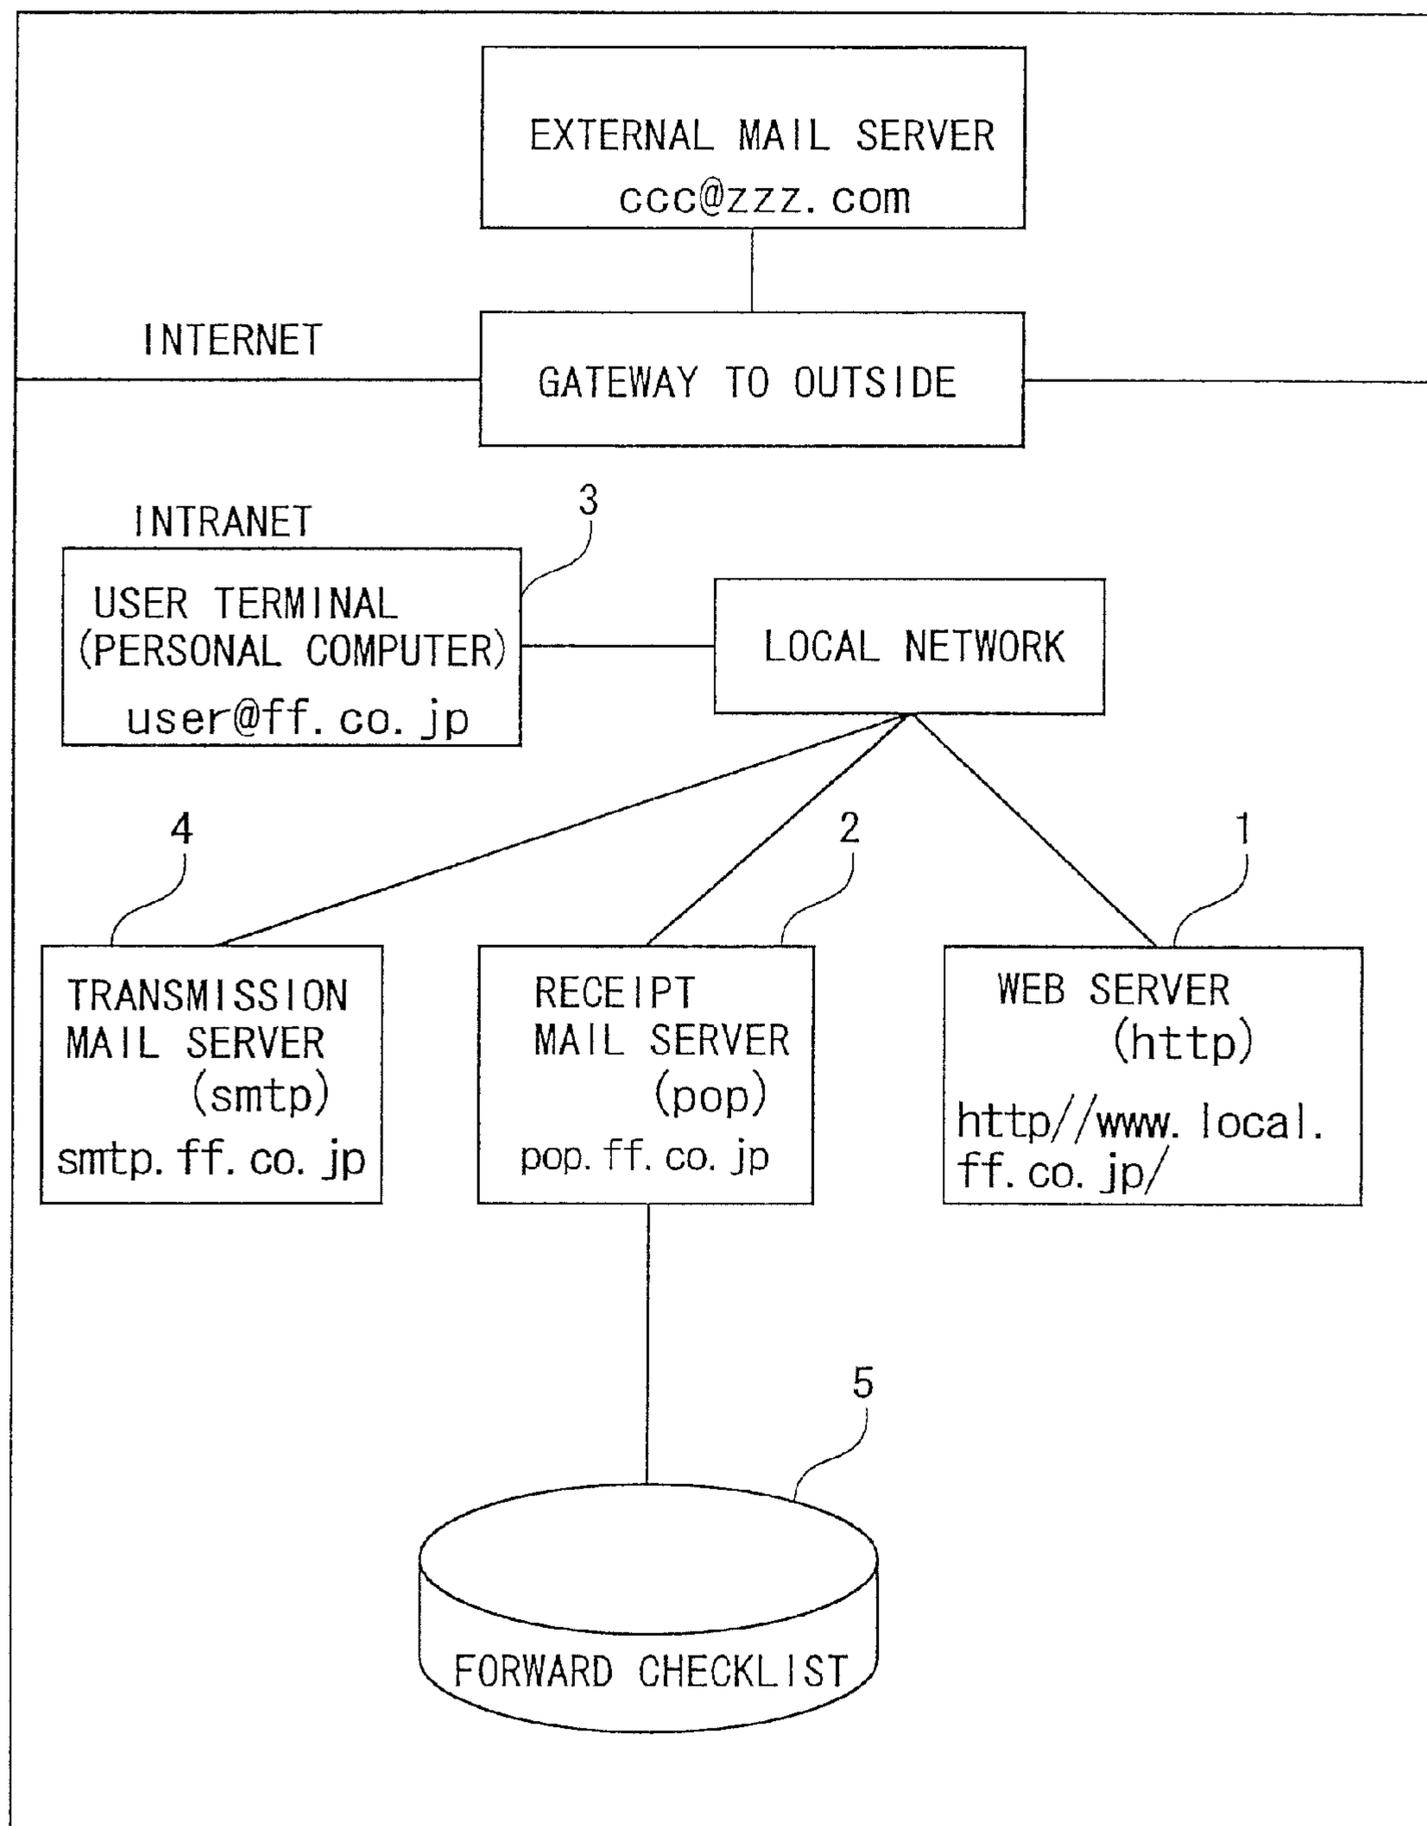 EXTERNAL MAIL SERVER
ccc@zzz.com
INTERNET
GATEWAY TO OUTSIDE
3
INTRANET
USER TERMINAL
(PERSONAL COMPUTER)
user@ff.co.jp
LOCAL NETWORK
4
2
1
TRANSMISSION
MAIL SERVER
(smtp)
smtp.ff.co.jp
RECEIPT
MAIL SERVER
(pop)
pop.ff.co.jp
WEB SERVER
(http)
http//www.local.
ff.co.jp/
5
FORWARD CHECKLIST